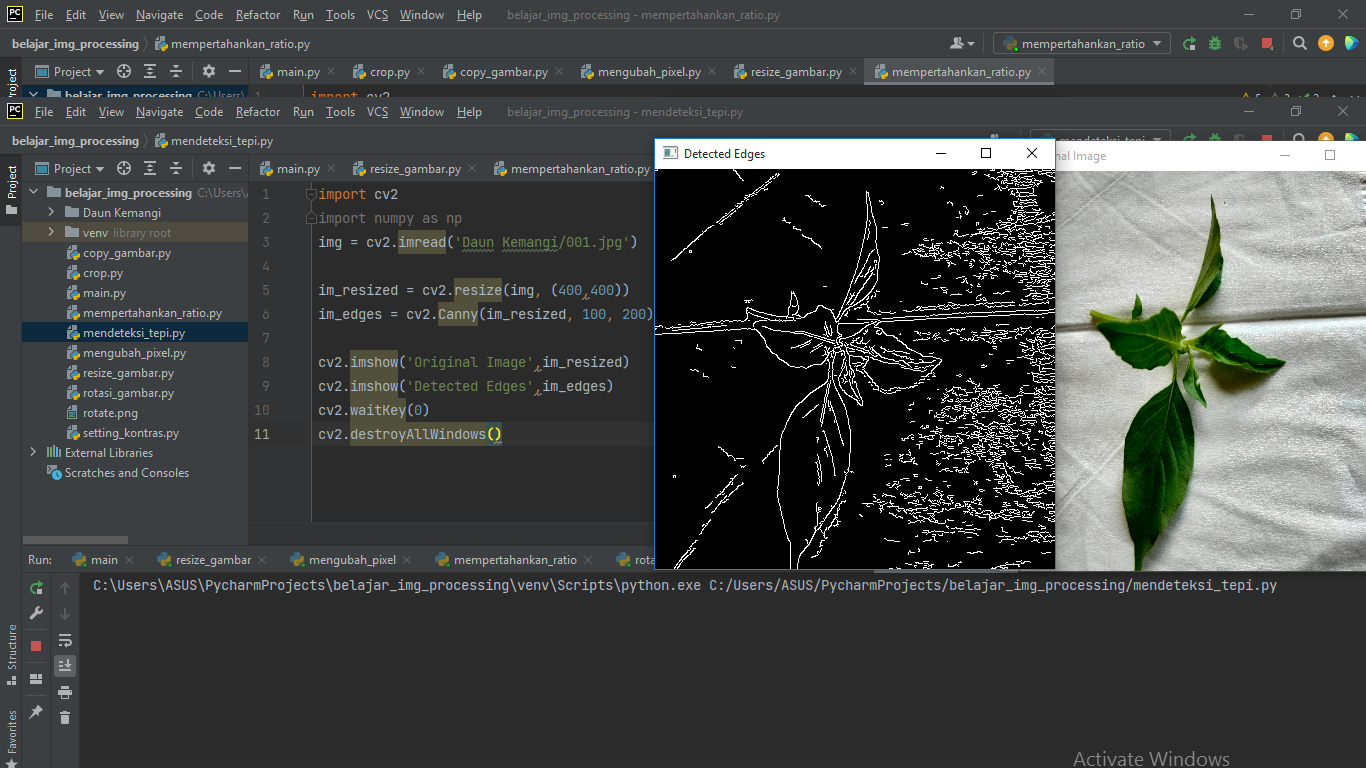 PC File Edit View Navigate Code Refactor Run Tools VCS Window Help belajar_img_processing - mempertahankan_ratio.py
belajar_img_processing mempertahankan_ratio.py mempertahankan_ratio
Project main.py crop.py copy_gambar.py mengubah_pixel.py resize_gambar.py mempertahankan_ratio.py
Project
PC File Edit View Navigate Code Refactor Run Tools VCS Window Help belajar_img_processing - mendeteksi_tepi.py
belajar_img_processing mendeteksi_tepi.py
Detected Edges
nal Image
Project main.py resize_gambar.py mempertahankan_ratio.p
Project
belajar_img_processing C:\Users\
Daun Kemangi
venv library root
copy_gambar.py
crop.py
main.py
mempertahankan_ratio.py
mendeteksi_tepi.py
mengubah_pixel.py
resize_gambar.py
rotasi_gambar.py
rotate.png
setting_kontras.py
External Libraries
Scratches and Consoles
1 import cv2
2 import numpy as np
3 img = cv2.imread('Daun Kemangi/001.jpg')
4
5 im_resized = cv2.resize(img, (400,400))
6 im_edges = cv2.Canny(im_resized, 100, 200)
7
8 cv2.imshow('Original Image',im_resized)
9 cv2.imshow('Detected Edges',im_edges)
10 cv2.waitKey(0)
11 cv2.destroyAllWindows()
Run: main resize_gambar mengubah_pixel mempertahankan_ratio rota
C:\Users\ASUS\PycharmProjects\belajar_img_processing\venv\Scripts\python.exe C:/Users/ASUS/PycharmProjects/belajar_img_processing/mendeteksi_tepi.py
Structure
Favorites
Activate Windows